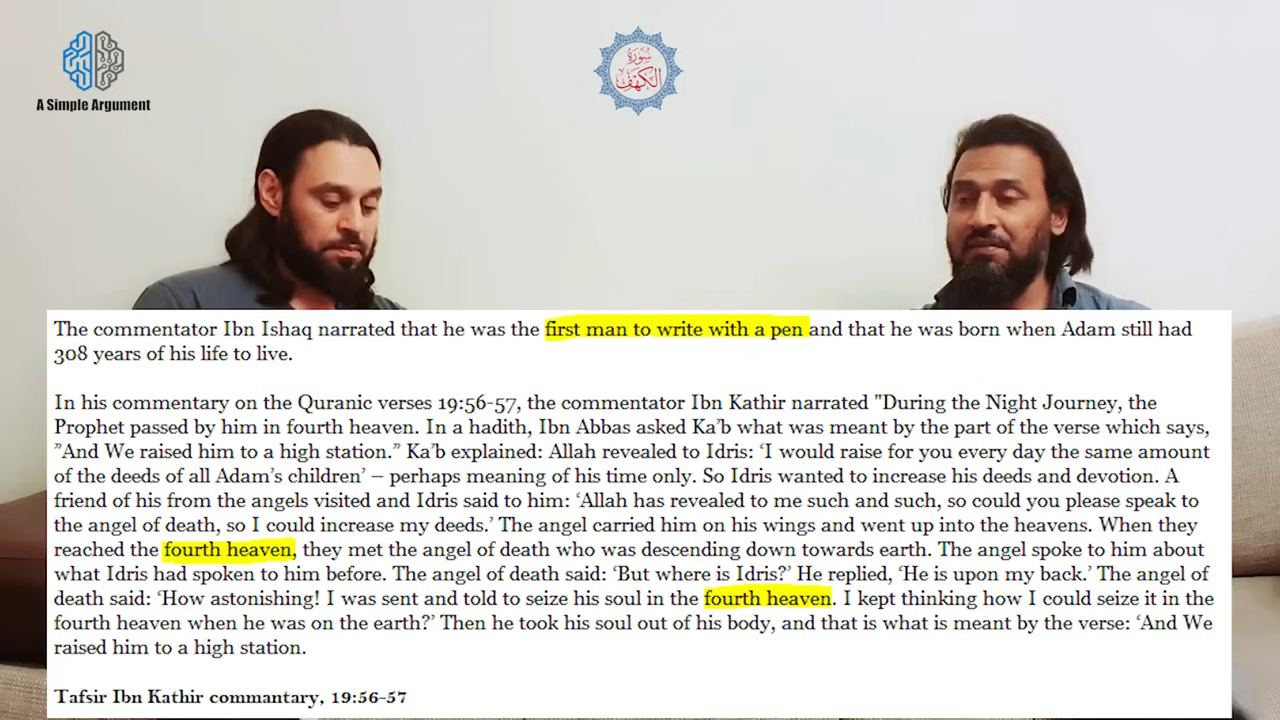 A Simple Argument
سُورَةُ
الكَهْفِ
The commentator Ibn Ishaq narrated that he was the first man to write with a pen and that he was born when Adam still had
308 years of his life to live.
In his commentary on the Quranic verses 19:56-57, the commentator Ibn Kathir narrated "During the Night Journey, the
Prophet passed by him in fourth heaven. In a hadith, Ibn Abbas asked Ka’b what was meant by the part of the verse which says,
”And We raised him to a high station.” Ka’b explained: Allah revealed to Idris: ‘I would raise for you every day the same amount
of the deeds of all Adam’s children’ – perhaps meaning of his time only. So Idris wanted to increase his deeds and devotion. A
friend of his from the angels visited and Idris said to him: ‘Allah has revealed to me such and such, so could you please speak to
the angel of death, so I could increase my deeds.’ The angel carried him on his wings and went up into the heavens. When they
reached the fourth heaven, they met the angel of death who was descending down towards earth. The angel spoke to him about
what Idris had spoken to him before. The angel of death said: ‘But where is Idris?’ He replied, ‘He is upon my back.’ The angel of
death said: ‘How astonishing! I was sent and told to seize his soul in the fourth heaven. I kept thinking how I could seize it in the
fourth heaven when he was on the earth?’ Then he took his soul out of his body, and that is what is meant by the verse: ‘And We
raised him to a high station.
Tafsir Ibn Kathir commantary, 19:56-57